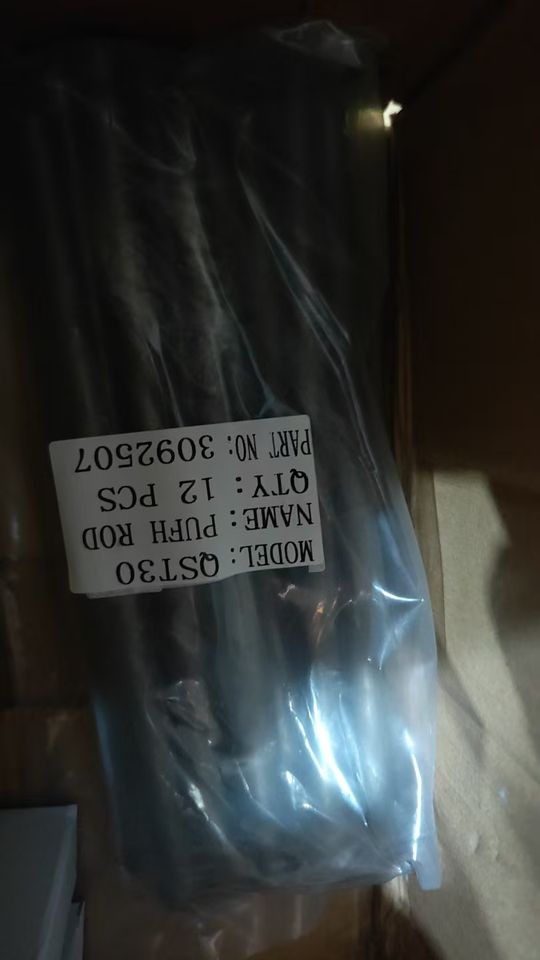 MODEL: QST30
NAME: PUFH ROD
QTY: 12 PCS
PART NO: 3092507